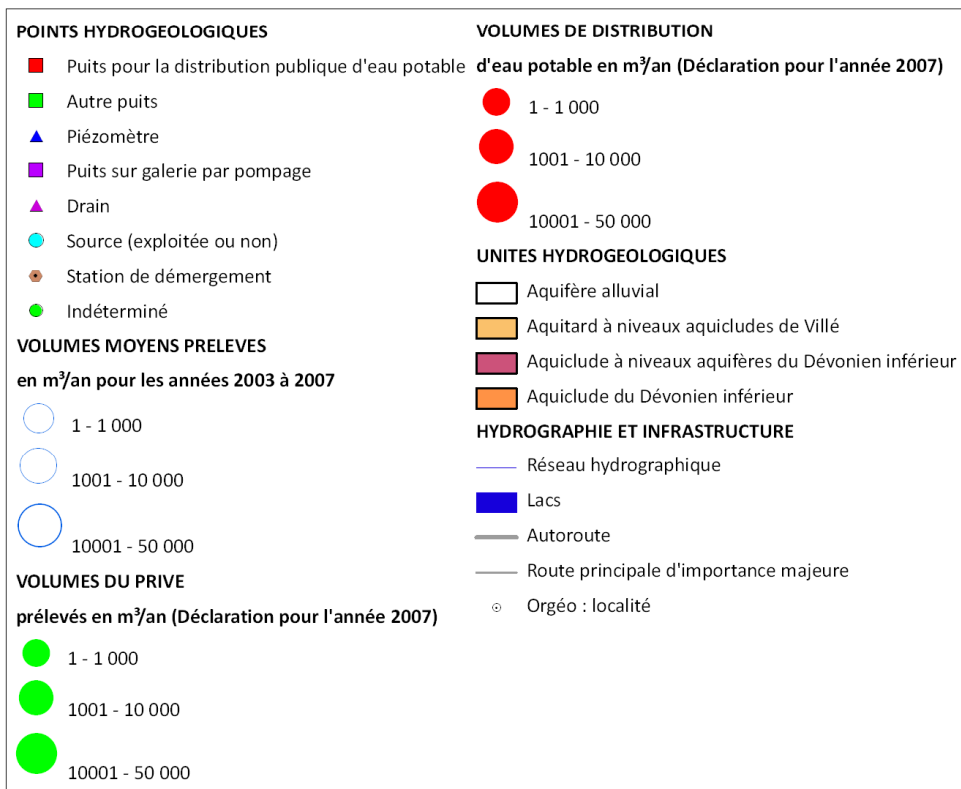 POINTS HYDROGEOLOGIQUES
Puits pour la distribution publique d'eau potable
Autre puits
Piézomètre
Puits sur galerie par pompage
Drain
Source (exploitée ou non)
Station de démergement
Indéterminé
VOLUMES MOYENS PRELEVES
en m³/an pour les années 2003 à 2007
1 - 1 000
1001 - 10 000
10001 - 50 000
VOLUMES DU PRIVE
prélevés en m³/an (Déclaration pour l'année 2007)
1 - 1 000
1001 - 10 000
10001 - 50 000
VOLUMES DE DISTRIBUTION
d'eau potable en m³/an (Déclaration pour l'année 2007)
1 - 1 000
1001 - 10 000
10001 - 50 000
UNITES HYDROGEOLOGIQUES
Aquifère alluvial
Aquitard à niveaux aquicludes de Villé
Aquiclude à niveaux aquifères du Dévonien inférieur
Aquiclude du Dévonien inférieur
HYDROGRAPHIE ET INFRASTRUCTURE
Réseau hydrographique
Lacs
Autoroute
Route principale d'importance majeure
Orgéo : localité